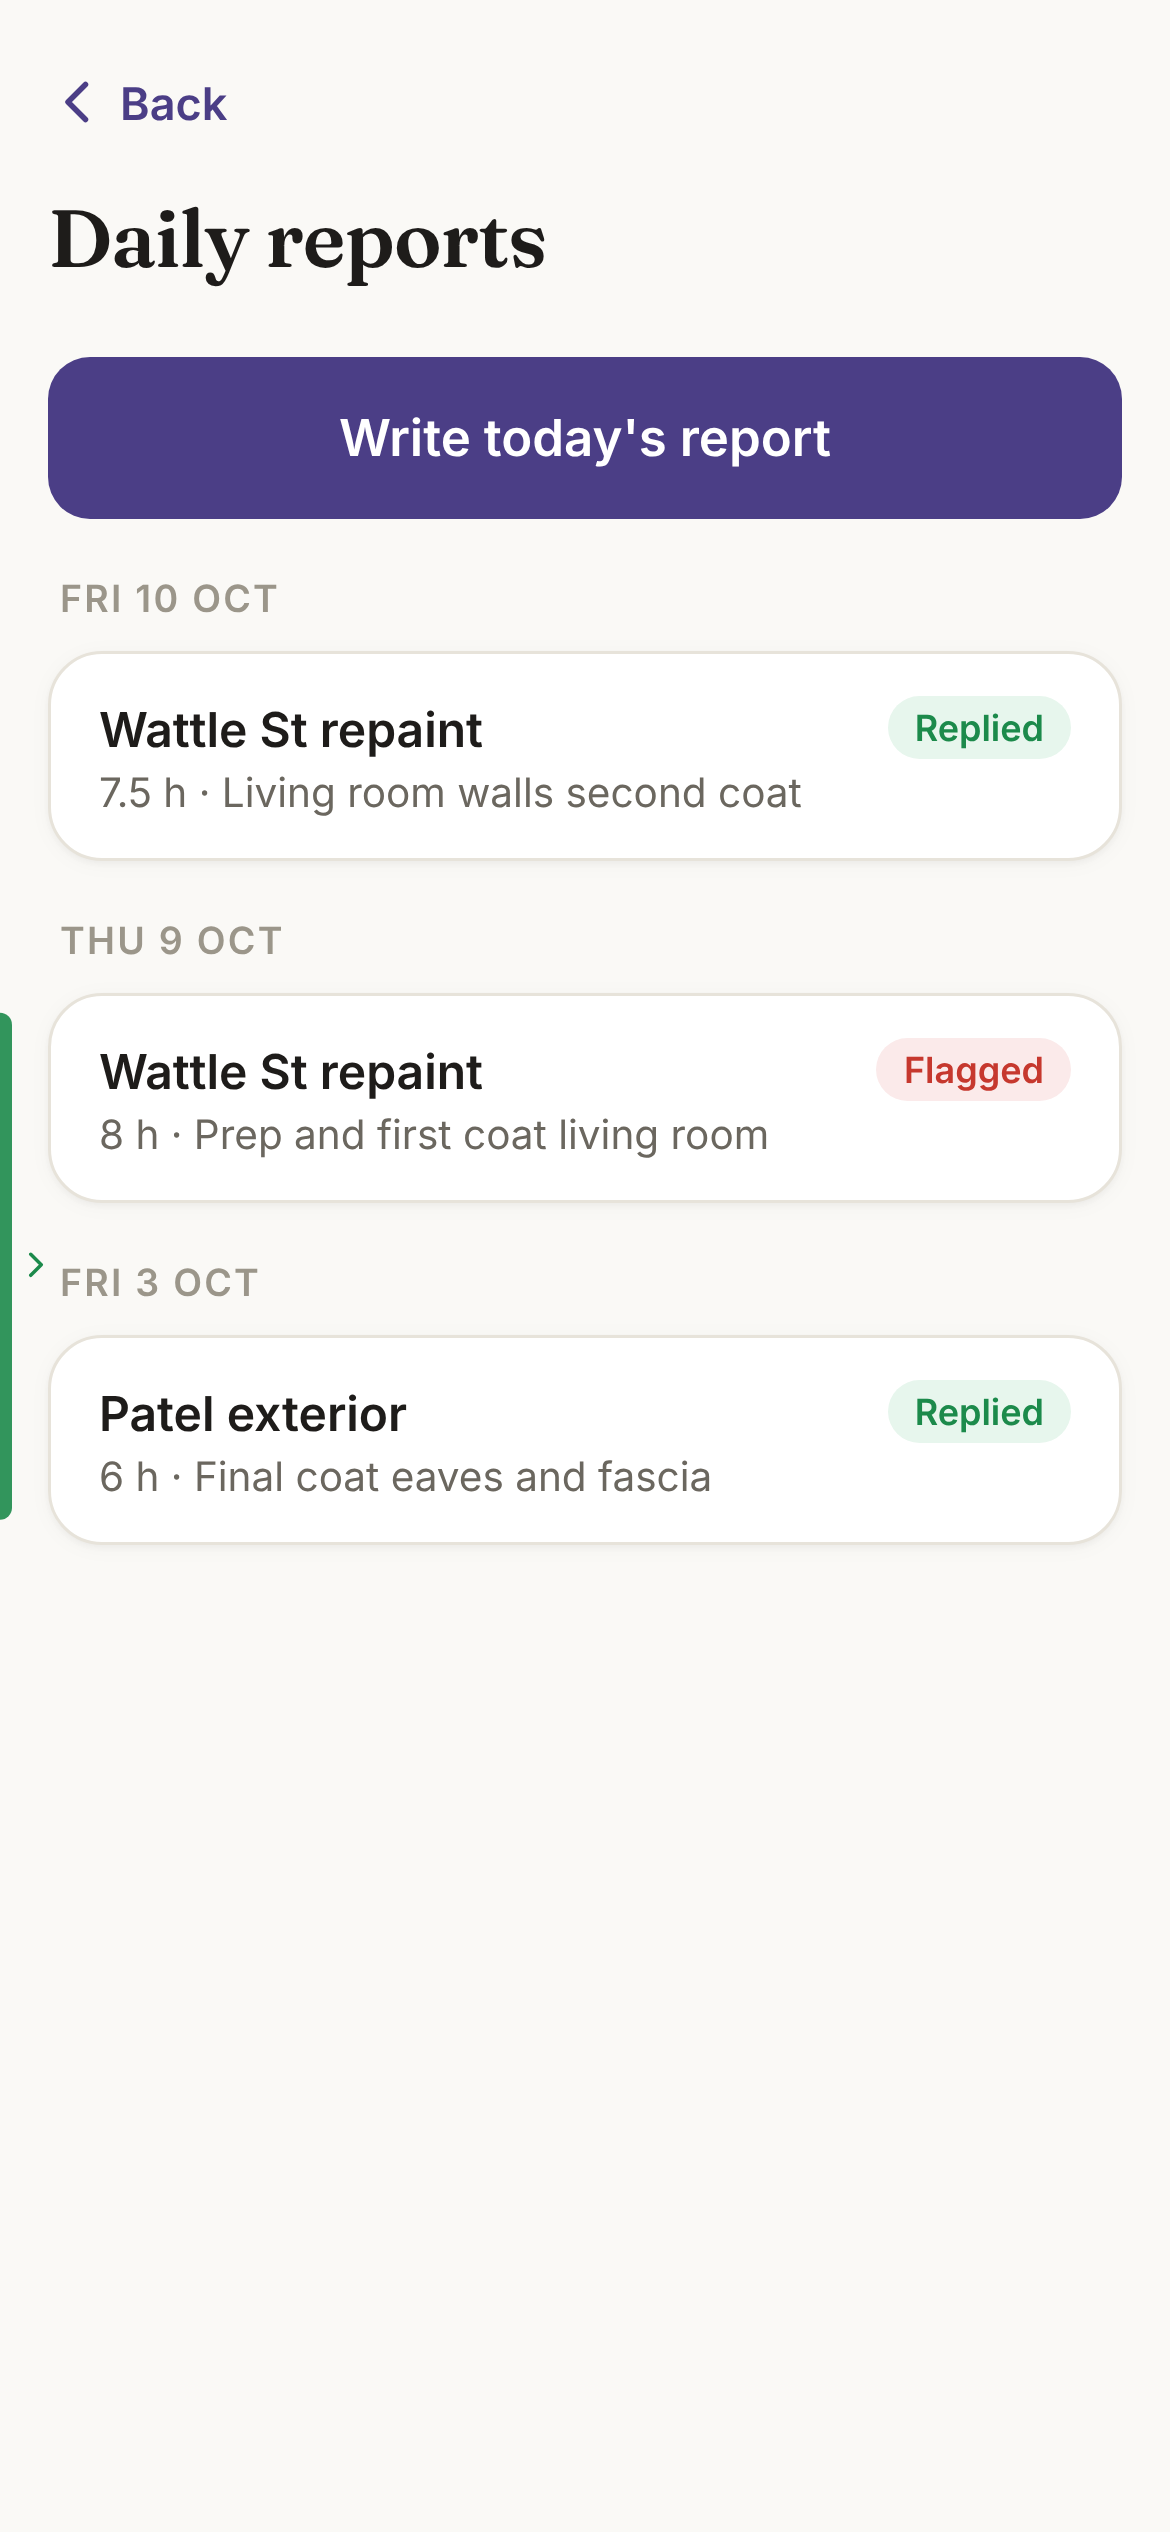 Back
Daily reports
Write today's report
FRI 10 OCT
Wattle St repaint
Replied
7.5 h · Living room walls second coat
THU 9 OCT
Wattle St repaint
Flagged
8 h · Prep and first coat living room
FRI 3 OCT
Patel exterior
Replied
6 h · Final coat eaves and fascia